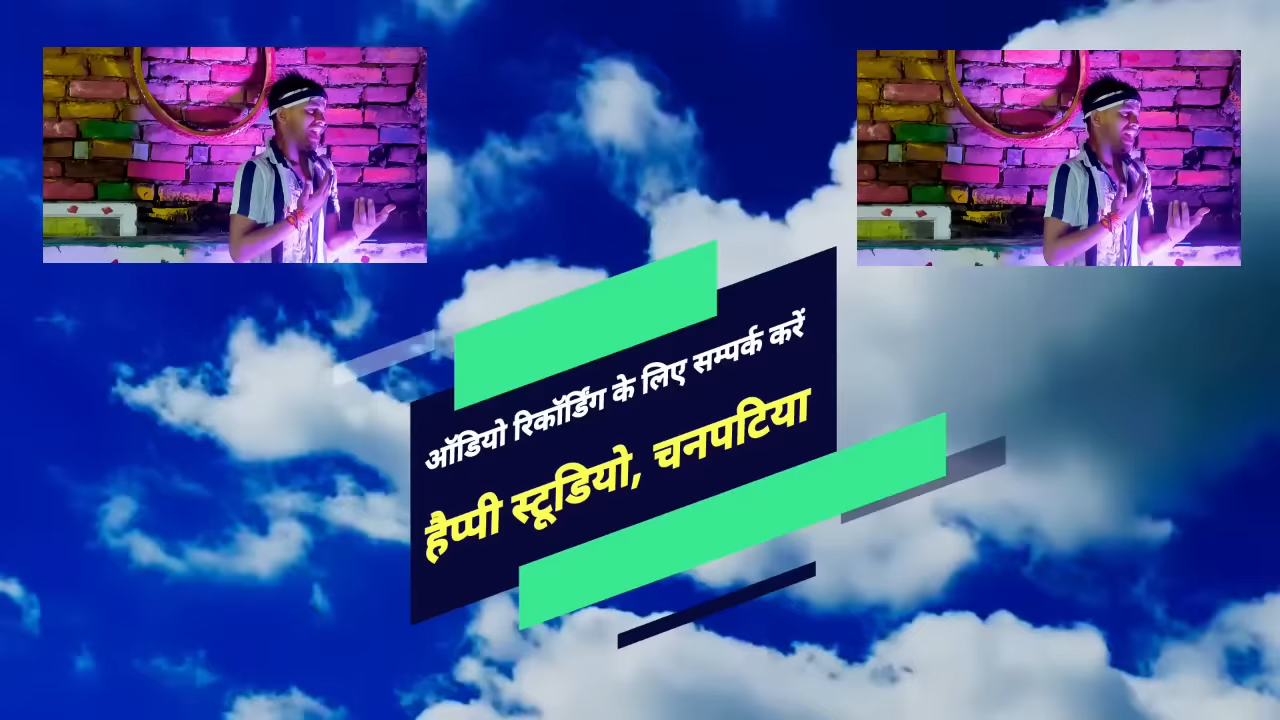 ऑडियो रिकॉर्डिंग के लिए सम्पर्क करें
हैप्पी स्टूडियो, चनपटिया